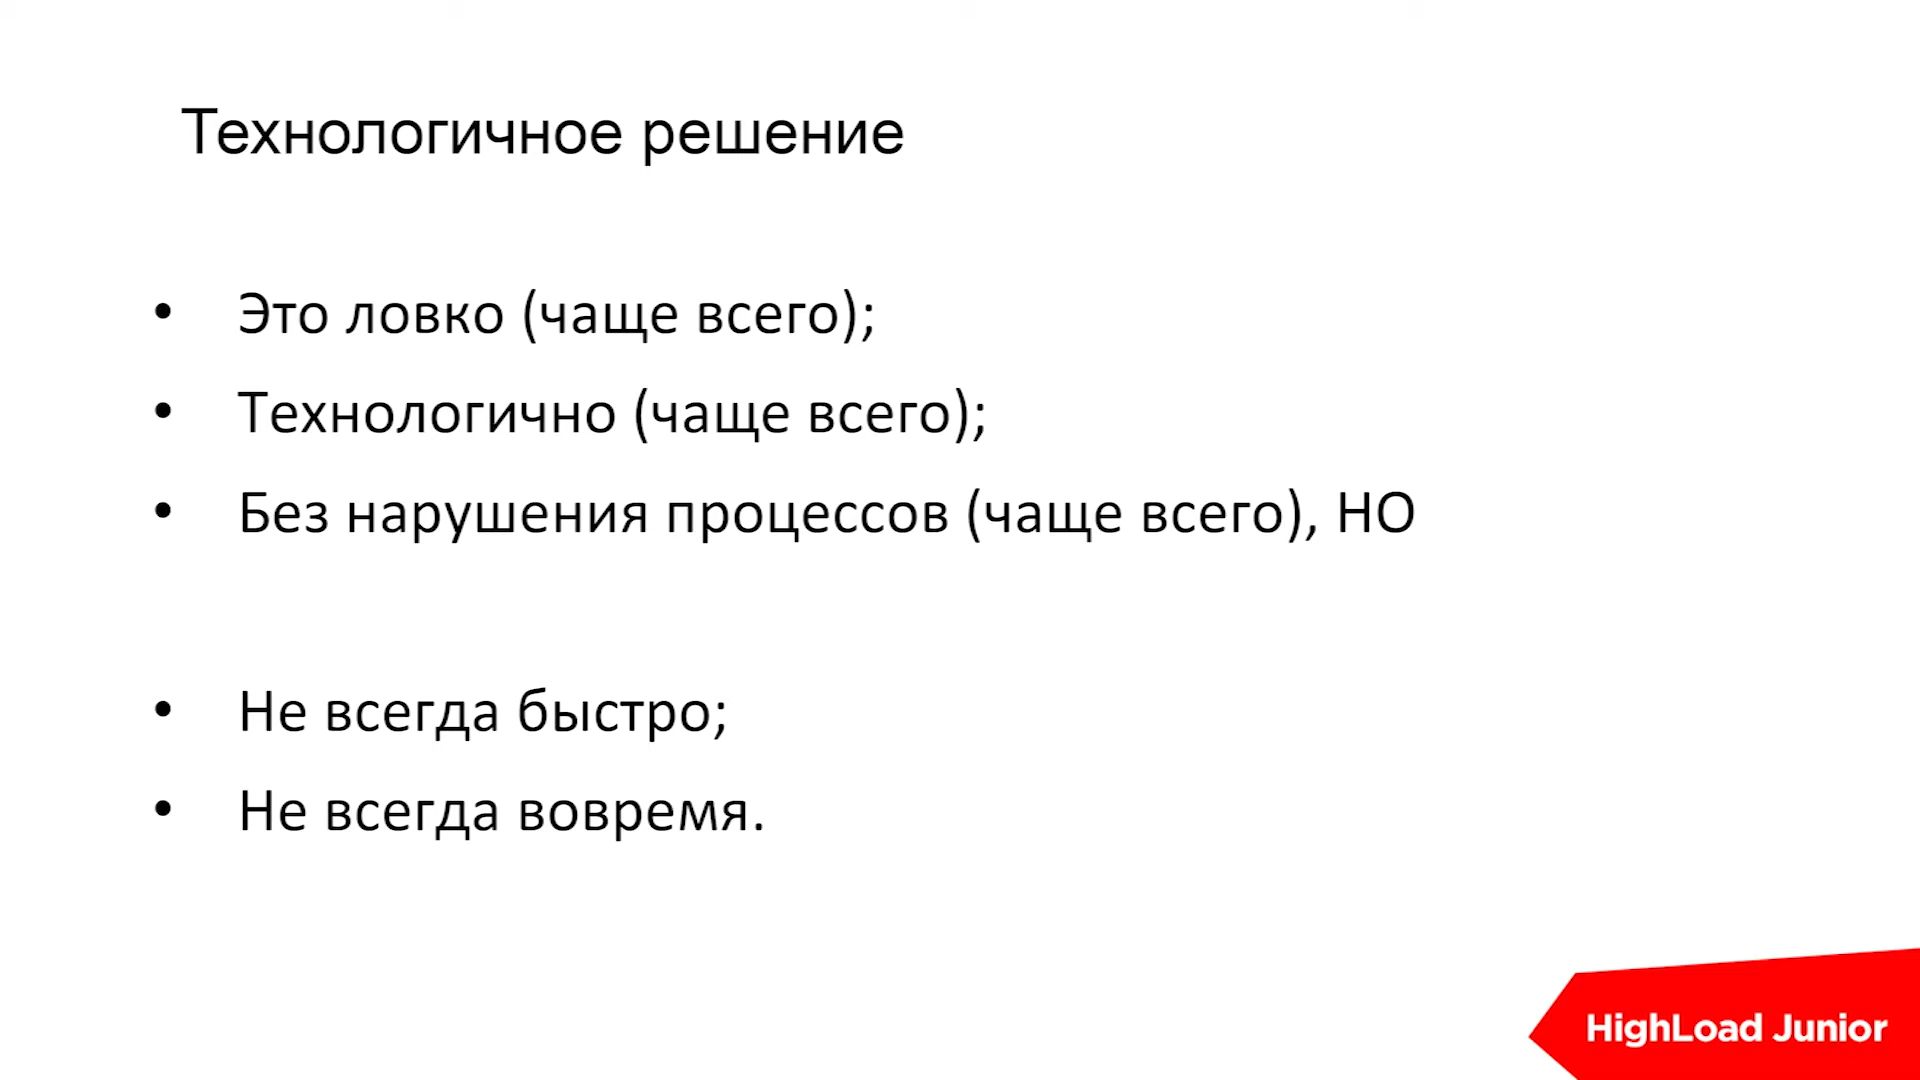 Технологичное решение
• Это ловко (чаще всего);
• Технологично (чаще всего);
• Без нарушения процессов (чаще всего), НО
• Не всегда быстро;
• Не всегда вовремя.
HighLoad Junior